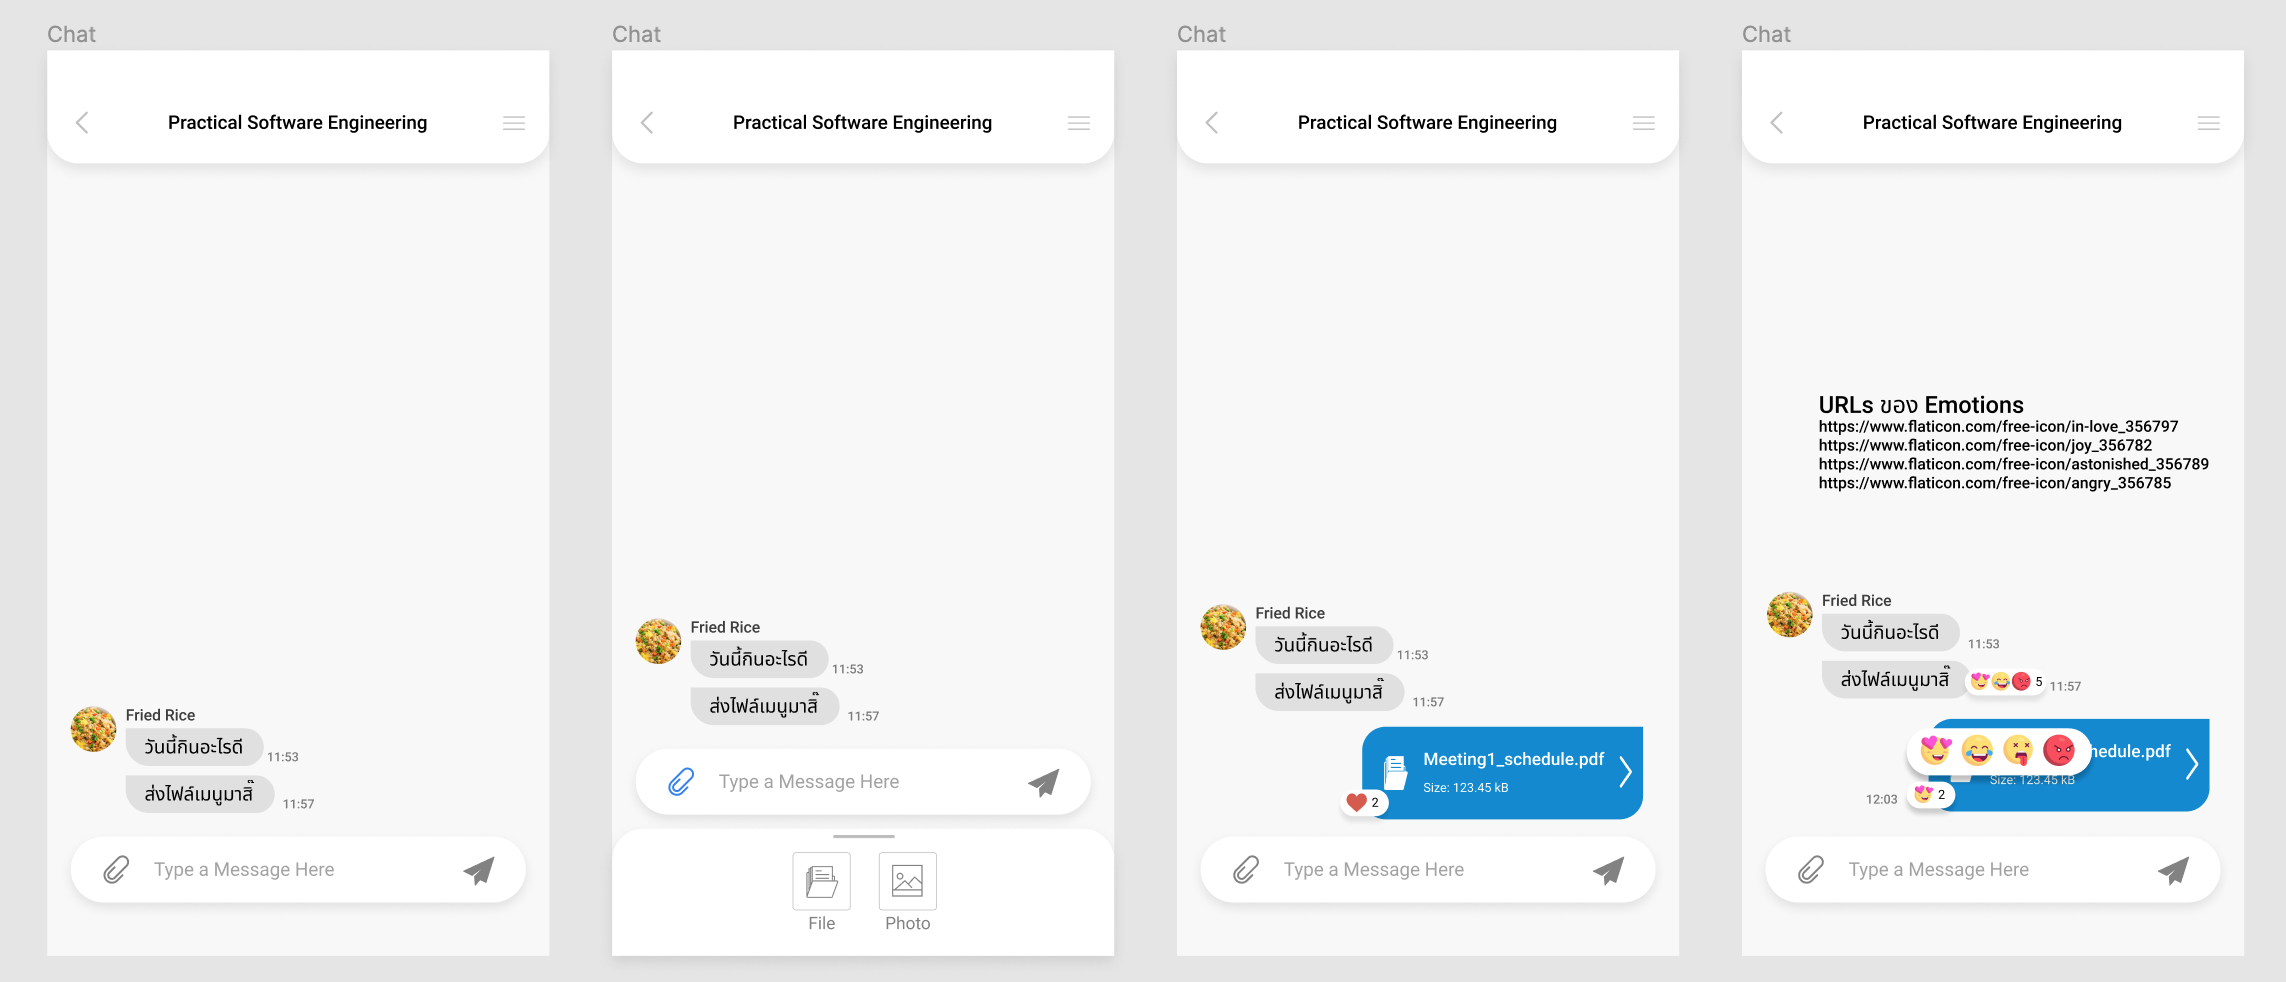 Chat
Practical Software Engineering
Fried Rice
วันนี้กินอะไรดี
11:53
ส่งไฟล์เมนูมาสิ๊
11:57
Type a Message Here
Chat
Practical Software Engineering
Fried Rice
วันนี้กินอะไรดี
11:53
ส่งไฟล์เมนูมาสิ๊
11:57
Type a Message Here
File
Photo
Chat
Practical Software Engineering
Fried Rice
วันนี้กินอะไรดี
11:53
ส่งไฟล์เมนูมาสิ๊
11:57
Meeting1_schedule.pdf
Size: 123.45 kB
2
Type a Message Here
Chat
Practical Software Engineering
URLs ของ Emotions
https://www.flaticon.com/free-icon/in-love_356797
https://www.flaticon.com/free-icon/joy_356782
https://www.flaticon.com/free-icon/astonished_356789
https://www.flaticon.com/free-icon/angry_356785
Fried Rice
วันนี้กินอะไรดี
11:53
ส่งไฟล์เมนูมาสิ๊
5
11:57
hedule.pdf
Size: 123.45 kB
12:03
2
Type a Message Here